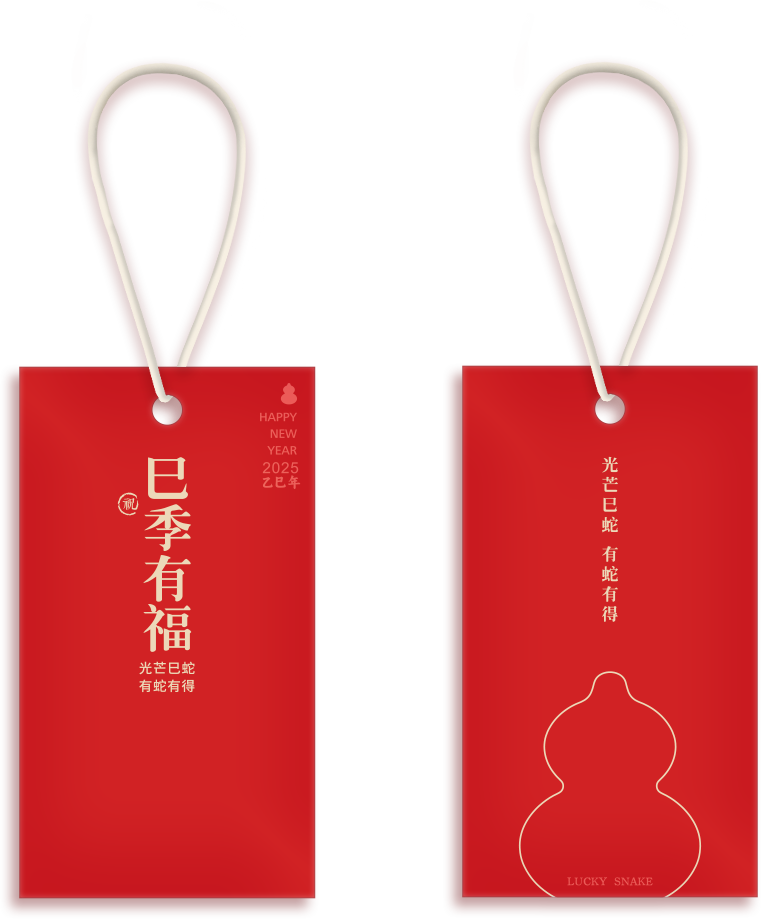 HAPPY
NEW
YEAR
2025
乙巳年
巳季有福
祝
光芒巳蛇
有蛇有得
光芒巳蛇 有蛇有得
LUCKY SNAKE